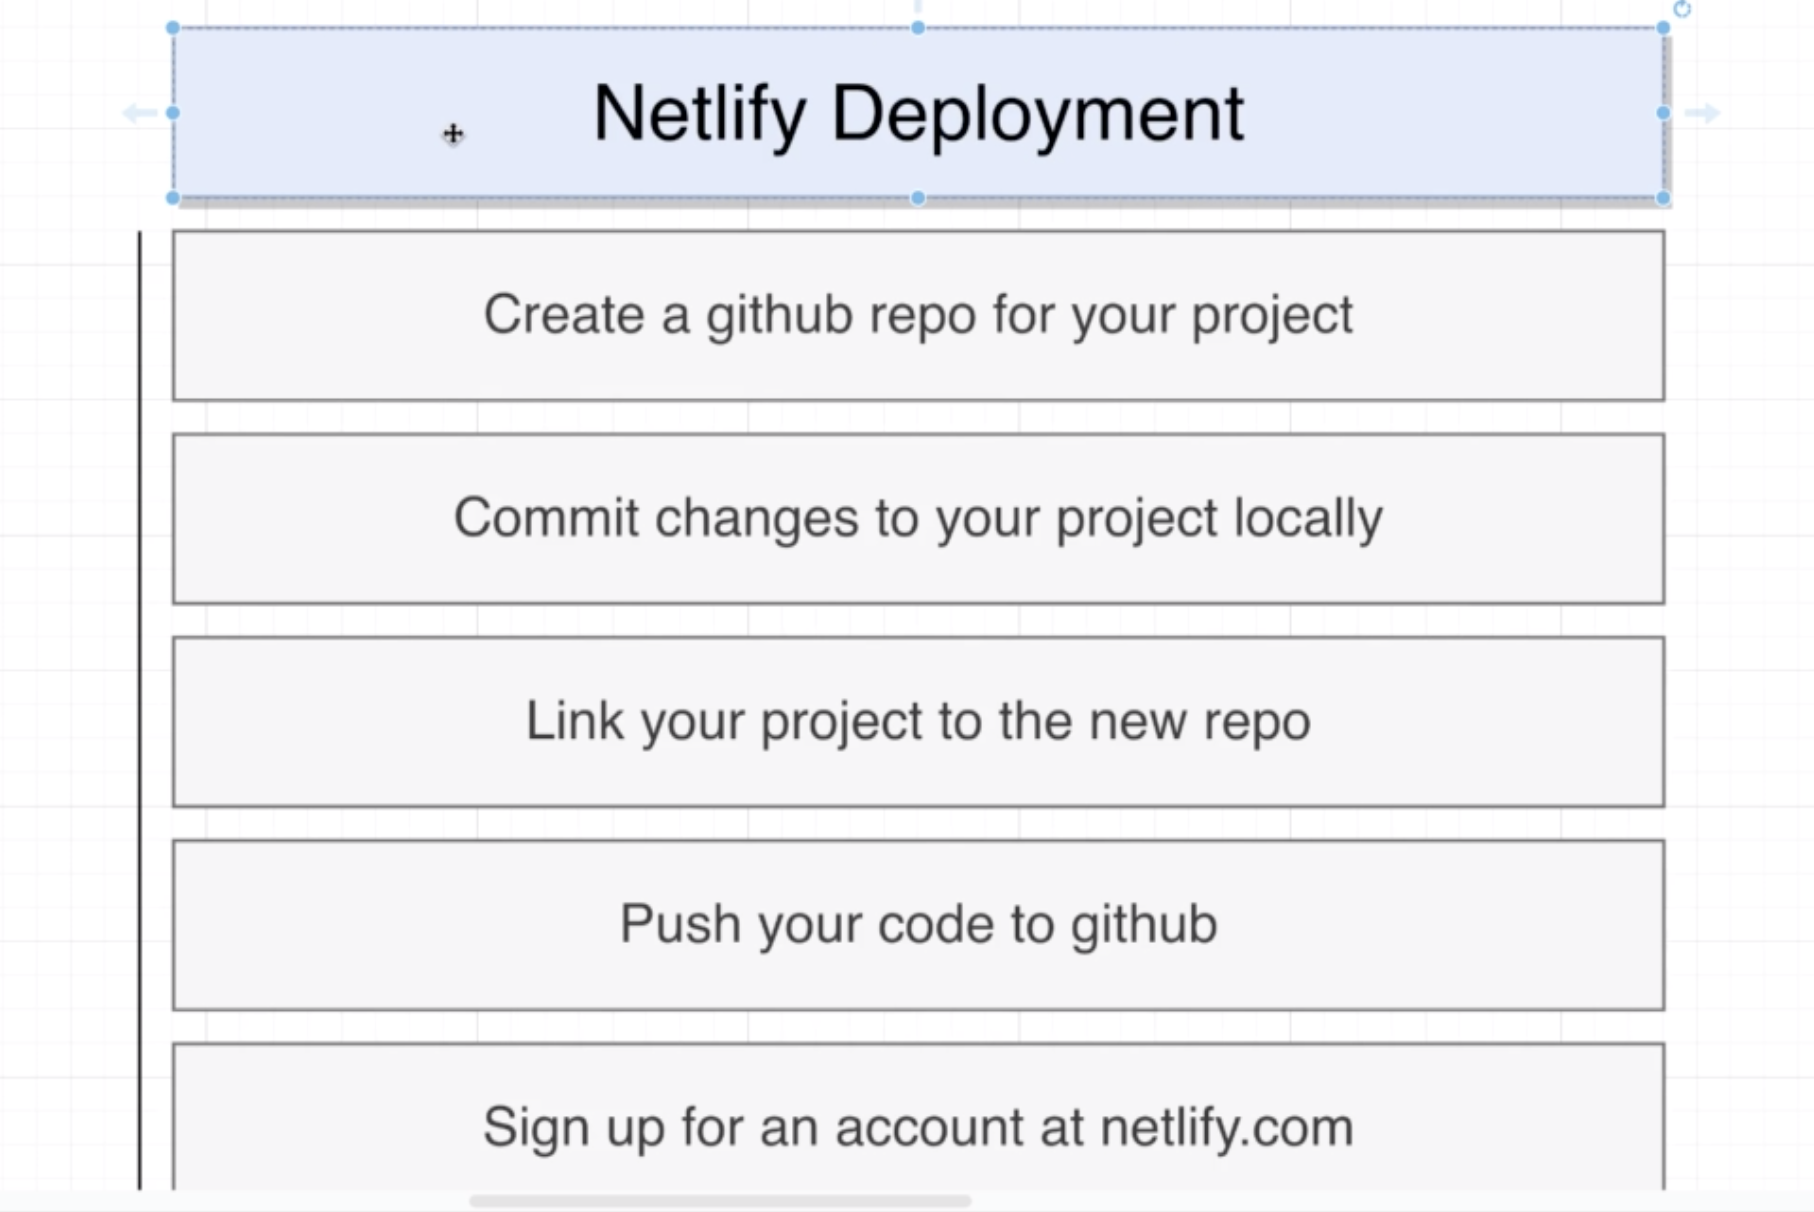 Netlify Deployment
Create a github repo for your project
Commit changes to your project locally
Link your project to the new repo
Push your code to github
Sign up for an account at netlify.com